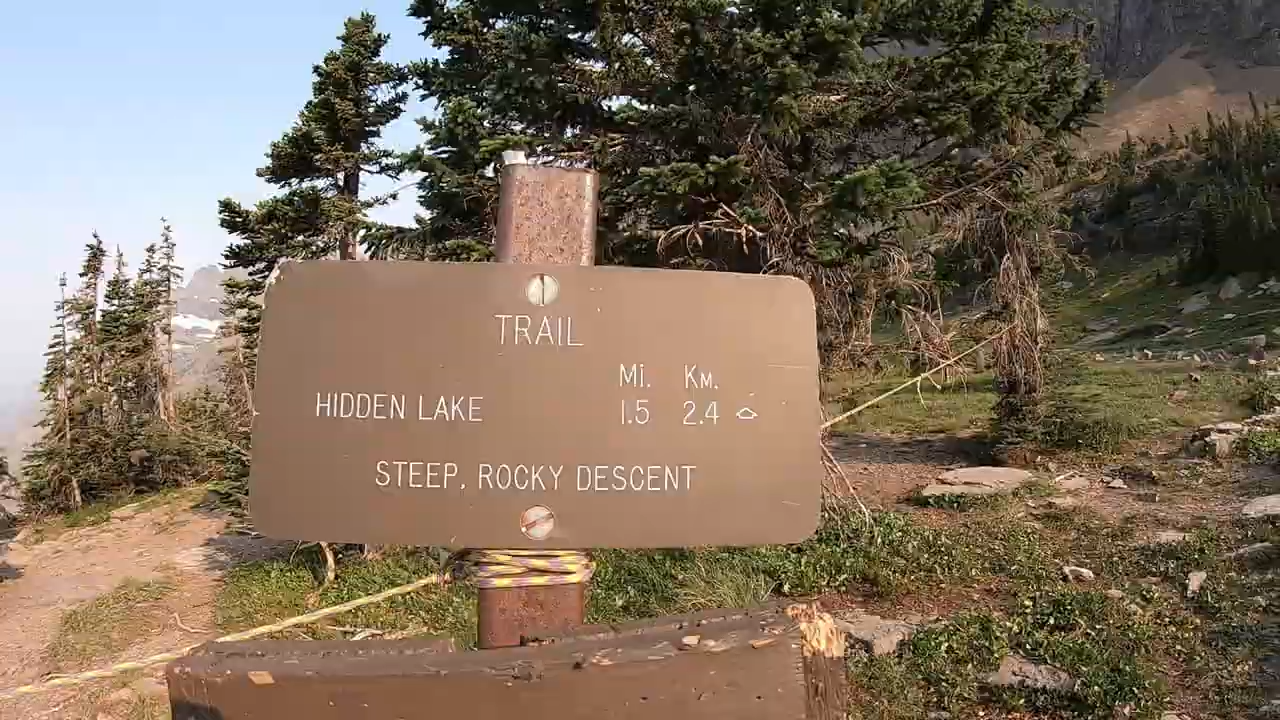 TRAIL
Mi. Km.
HIDDEN LAKE 1.5 2.4
STEEP, ROCKY DESCENT